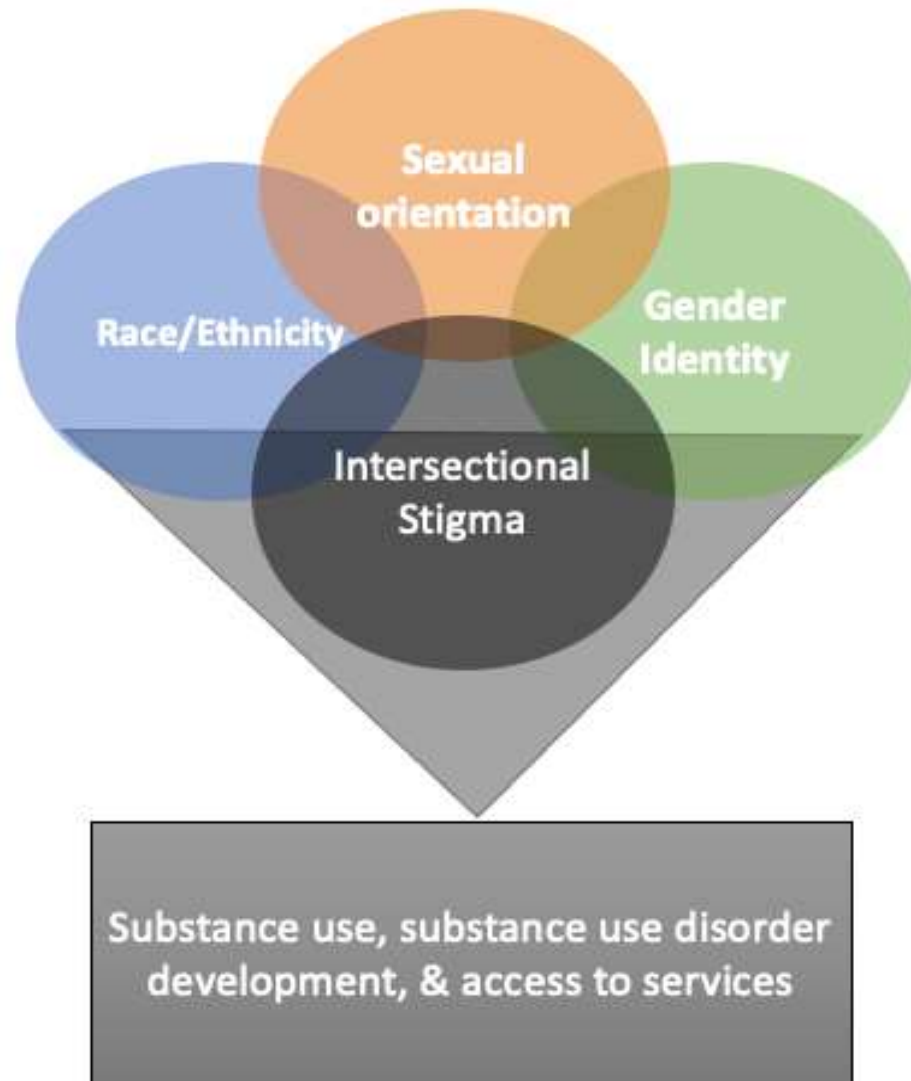 Sexual
orientation
Race/Ethnicity
Gender
Identity
Intersectional
Stigma
Substance use, substance use disorder
development, & access to services